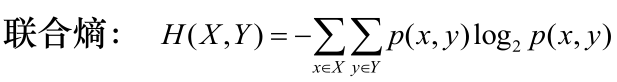 联合熵： H(X,Y) = -∑_{x∈X} ∑_{y∈Y} p(x,y) log₂ p(x,y)